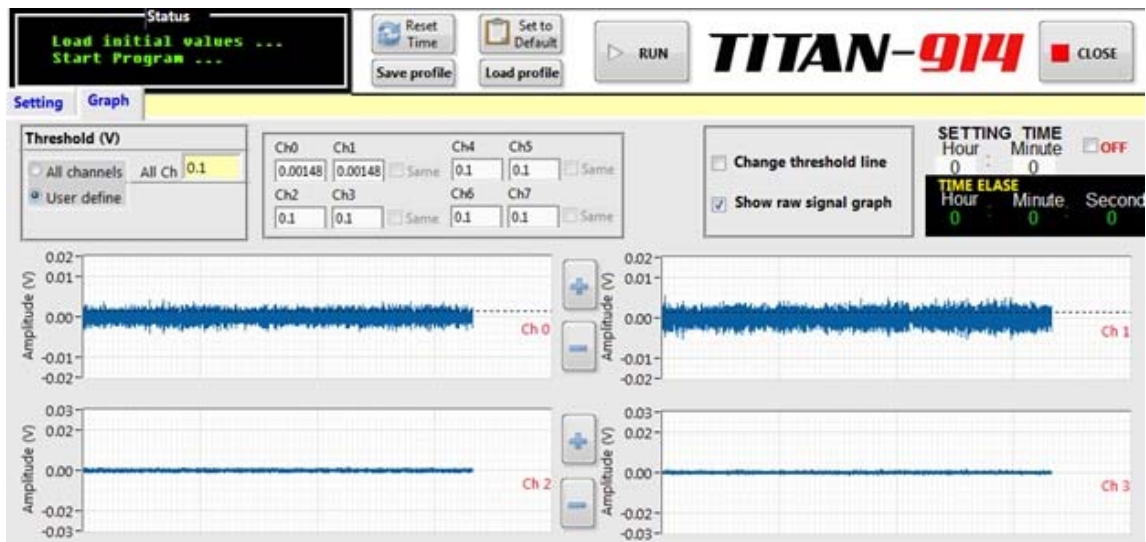 Status
Load initial values ...
Start Program ...
Reset Time
Set to Default
Save profile
Load profile
RUN
TITAN-914
CLOSE
Setting
Graph
Threshold (V)
All channels
All Ch 0.1
User define
Ch0 Ch1 Ch4 Ch5
0.00148 0.00148 Same 0.1 0.1 Same
Ch2 Ch3 Ch6 Ch7
0.1 0.1 Same 0.1 0.1 Same
Change threshold line
Show raw signal graph
SETTING TIME
Hour Minute OFF
0 : 0
TIME ELASE
Hour Minute Second
0 : 0 : 0
Amplitude (V)
0.02
0.01
0.00
-0.01
-0.02
Ch 0
Amplitude (V)
0.02
0.01
0.00
-0.01
-0.02
Ch 1
Amplitude (V)
0.03
0.02
0.00
-0.02
-0.03
Ch 2
Amplitude (V)
0.03
0.02
0.00
-0.02
-0.03
Ch 3